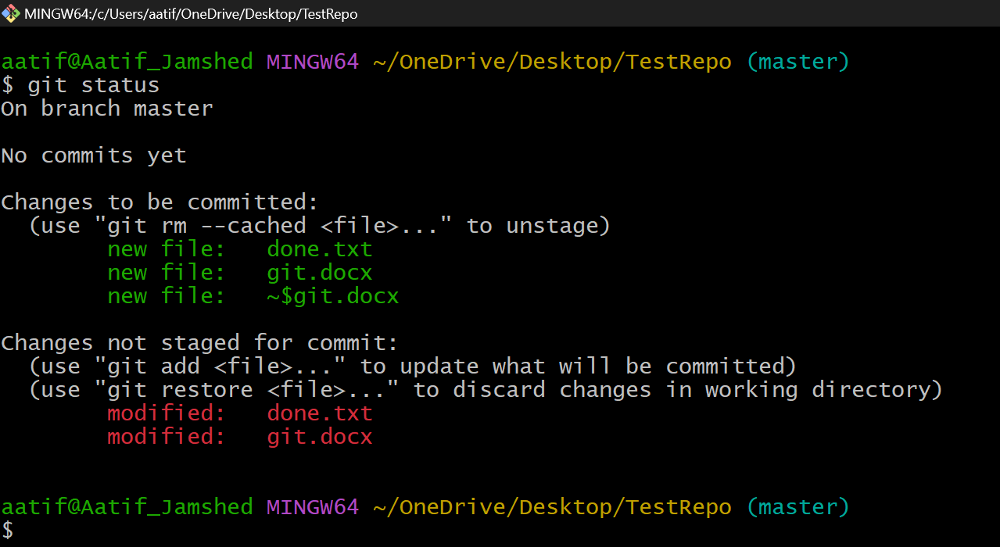 MINGW64:/c/Users/aatif/OneDrive/Desktop/TestRepo
aatif@Aatif_Jamshed MINGW64 ~/OneDrive/Desktop/TestRepo (master)
$ git status
On branch master
No commits yet
Changes to be committed:
  (use "git rm --cached <file>..." to unstage)
        new file:   done.txt
        new file:   git.docx
        new file:   ~$git.docx
Changes not staged for commit:
  (use "git add <file>..." to update what will be committed)
  (use "git restore <file>..." to discard changes in working directory)
        modified:   done.txt
        modified:   git.docx
aatif@Aatif_Jamshed MINGW64 ~/OneDrive/Desktop/TestRepo (master)
$